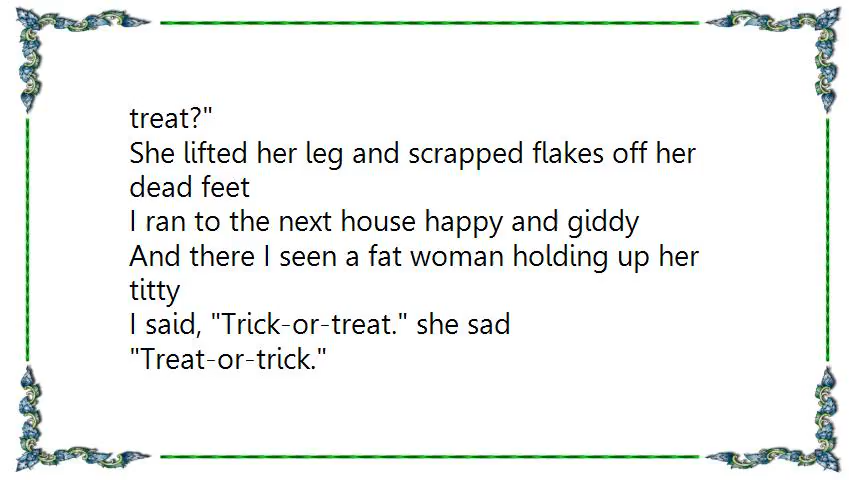 treat?"
She lifted her leg and scrapped flakes off her
dead feet
I ran to the next house happy and giddy
And there I seen a fat woman holding up her
titty
I said, "Trick-or-treat." she sad
"Treat-or-trick."